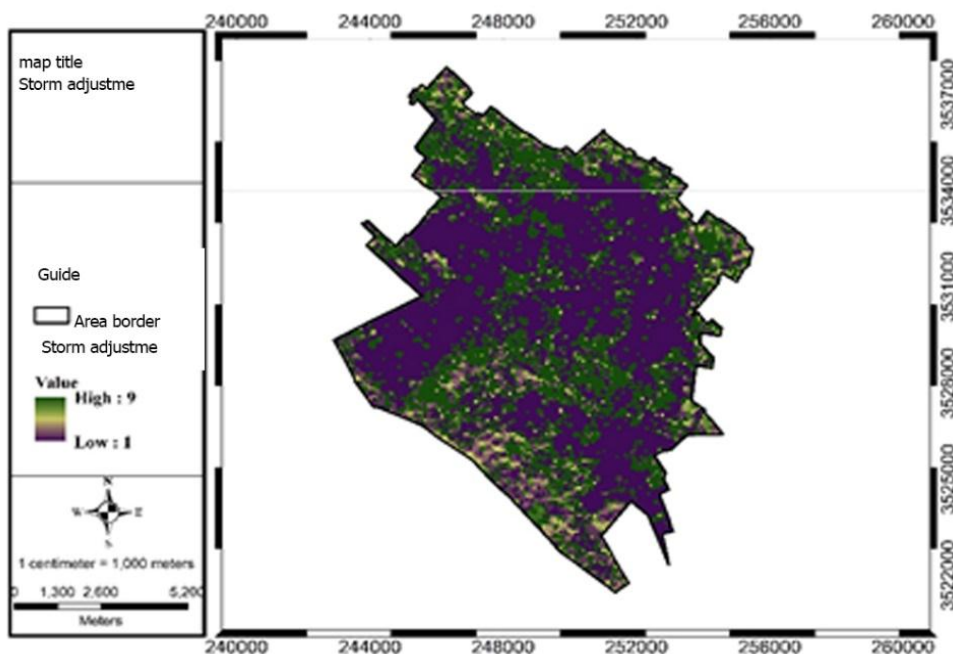 240000 244000 248000 252000 256000 260000
map title
Storm adjustme
Guide
Area border
Storm adjustme
Value
High : 9
Low : 1
N
W E
S
1 centimeter = 1,000 meters
0 1,300 2,600 5,200
Meters
3537000
3534000
3531000
3528000
3525000
3522000
240000 244000 248000 252000 256000 260000